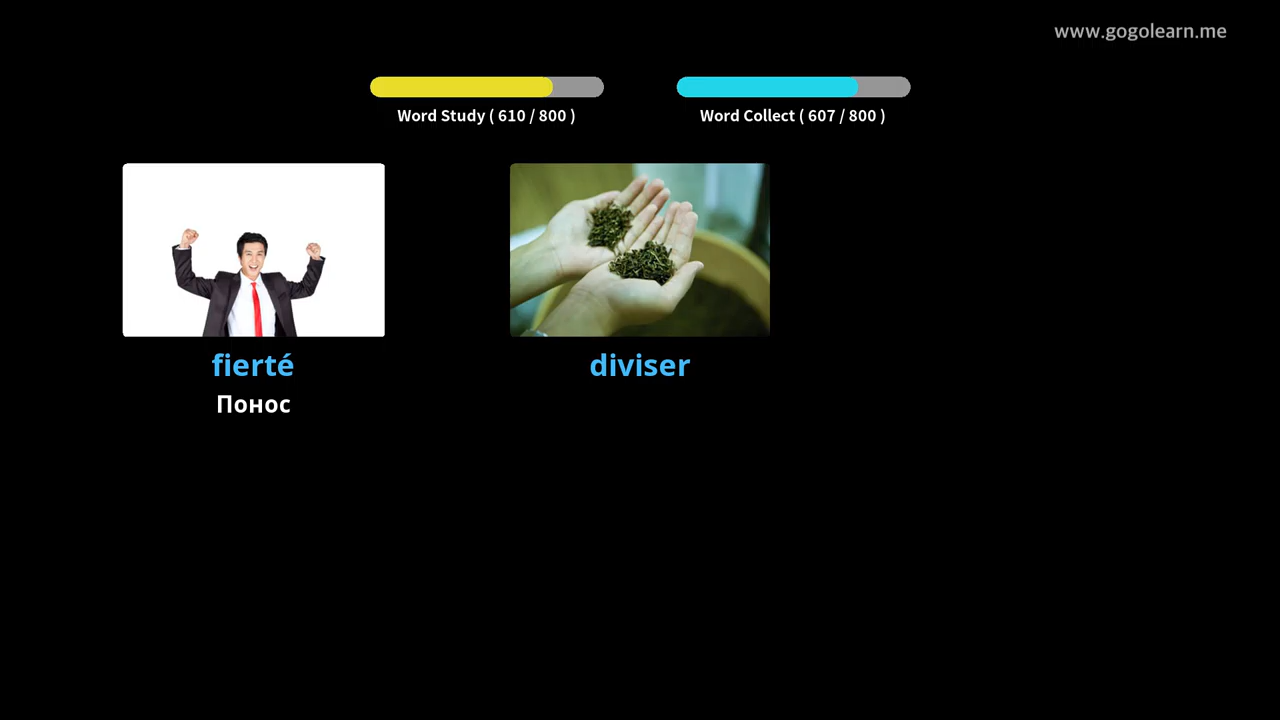 www.gogolearn.me
Word Study ( 610 / 800 )
Word Collect ( 607 / 800 )
fierté
diviser
Понос